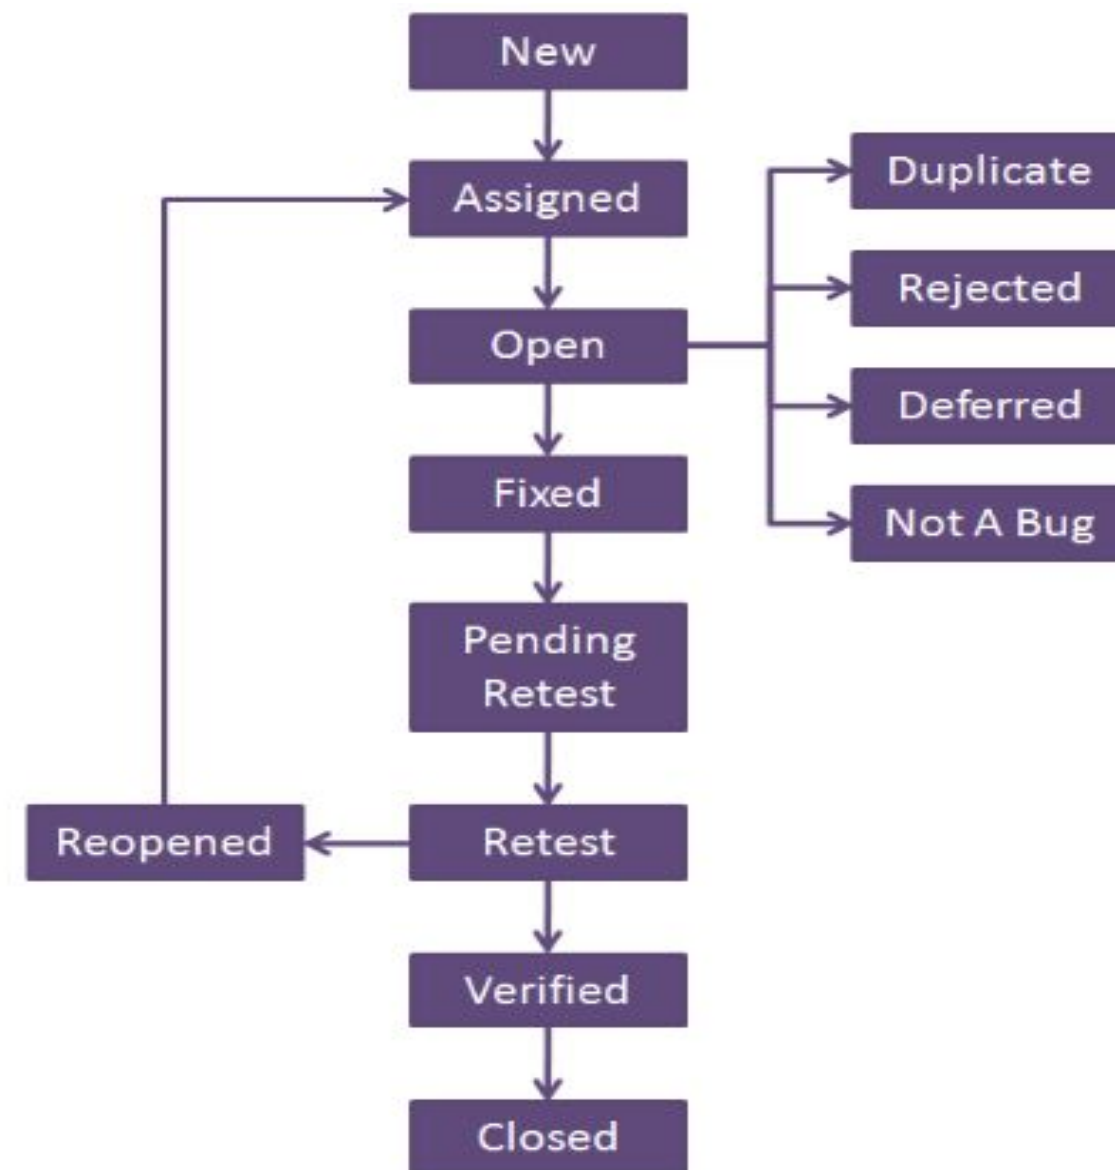 New
Assigned
Duplicate
Rejected
Open
Deferred
Fixed
Not A Bug
Pending
Retest
Reopened
Retest
Verified
Closed